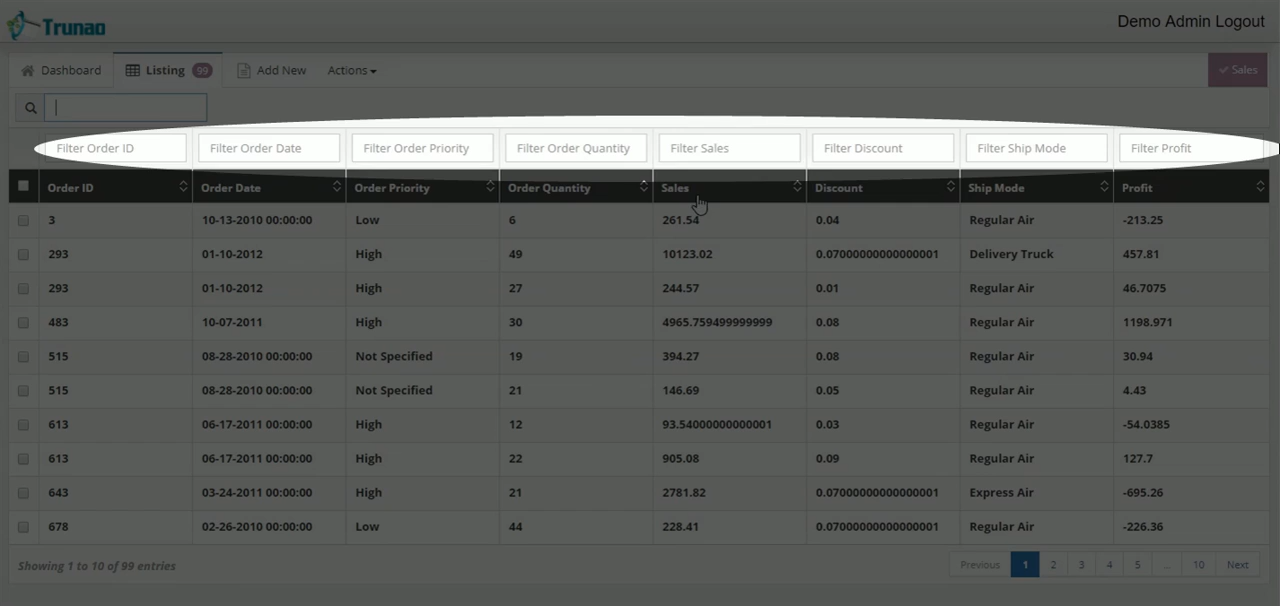 Trunao
Demo Admin Logout
Dashboard Listing 99 Add New Actions Sales
Filter Order ID Filter Order Date Filter Order Priority Filter Order Quantity Filter Sales Filter Discount Filter Ship Mode Filter Profit
Order ID Order Date Order Priority Order Quantity Sales Discount Ship Mode Profit
3 10-13-2010 00:00:00 Low 6 261.54 0.04 Regular Air -213.25
293 01-10-2012 High 49 10123.02 0.07000000000000001 Delivery Truck 457.81
293 01-10-2012 High 27 244.57 0.01 Regular Air 46.7075
483 10-07-2011 High 30 4965.759499999999 0.08 Regular Air 1198.971
515 08-28-2010 00:00:00 Not Specified 19 394.27 0.08 Regular Air 30.94
515 08-28-2010 00:00:00 Not Specified 21 146.69 0.05 Regular Air 4.43
613 06-17-2011 00:00:00 High 12 93.54000000000001 0.03 Regular Air -54.0385
613 06-17-2011 00:00:00 High 22 905.08 0.09 Regular Air 127.7
643 03-24-2011 00:00:00 High 21 2781.82 0.07000000000000001 Express Air -695.26
678 02-26-2010 00:00:00 Low 44 228.41 0.07000000000000001 Regular Air -226.36
Showing 1 to 10 of 99 entries Previous 1 2 3 4 5 ... 10 Next